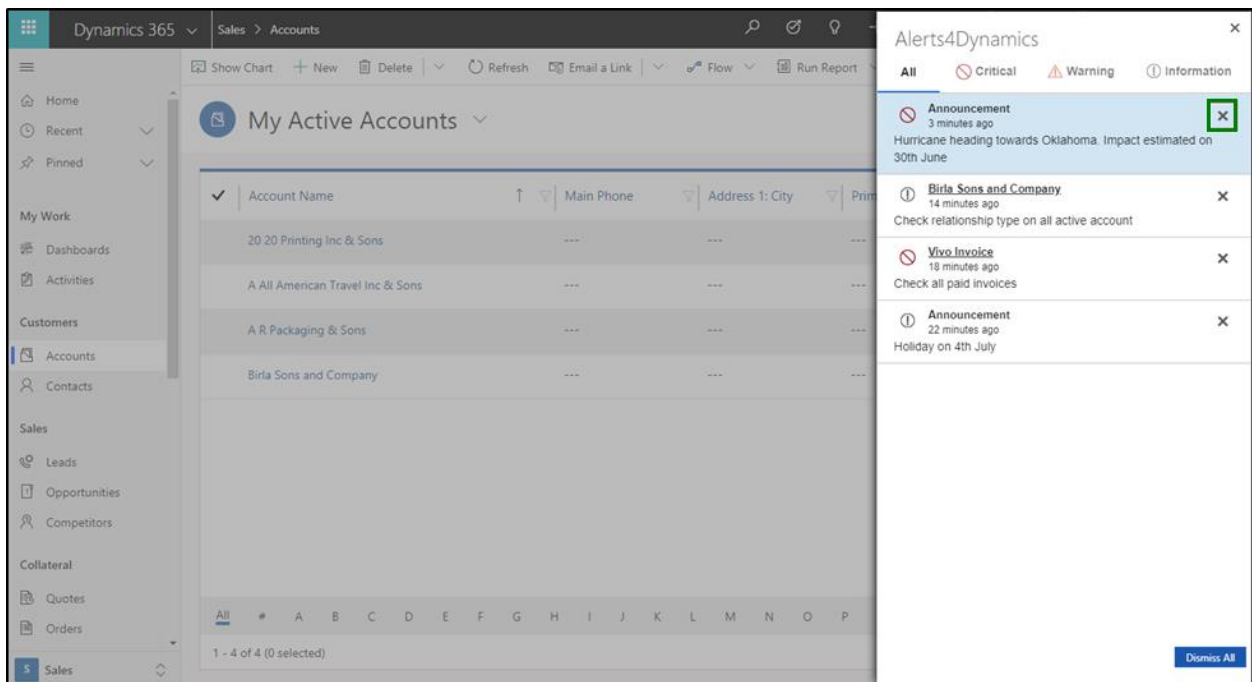 Dynamics 365
Sales > Accounts
Show Chart
New
Delete
Refresh
Email a Link
Flow
Run Report
Home
Recent
Pinned
My Work
Dashboards
Activities
Customers
Accounts
Contacts
Sales
Leads
Opportunities
Competitors
Collateral
Quotes
Orders
S Sales
My Active Accounts
Account Name
Main Phone
Address 1: City
Prim
20 20 Printing Inc & Sons --- --- ---
A All American Travel Inc & Sons --- --- ---
A R Packaging & Sons --- --- ---
Birla Sons and Company --- --- ---
All # A B C D E F G H I J K L M N O P
1 - 4 of 4 (0 selected)
Alerts4Dynamics
All Critical Warning Information
Announcement
3 minutes ago
Hurricane heading towards Oklahoma. Impact estimated on
30th June
Birla Sons and Company
14 minutes ago
Check relationship type on all active account
Vivo Invoice
18 minutes ago
Check all paid invoices
Announcement
22 minutes ago
Holiday on 4th July
Dismiss All